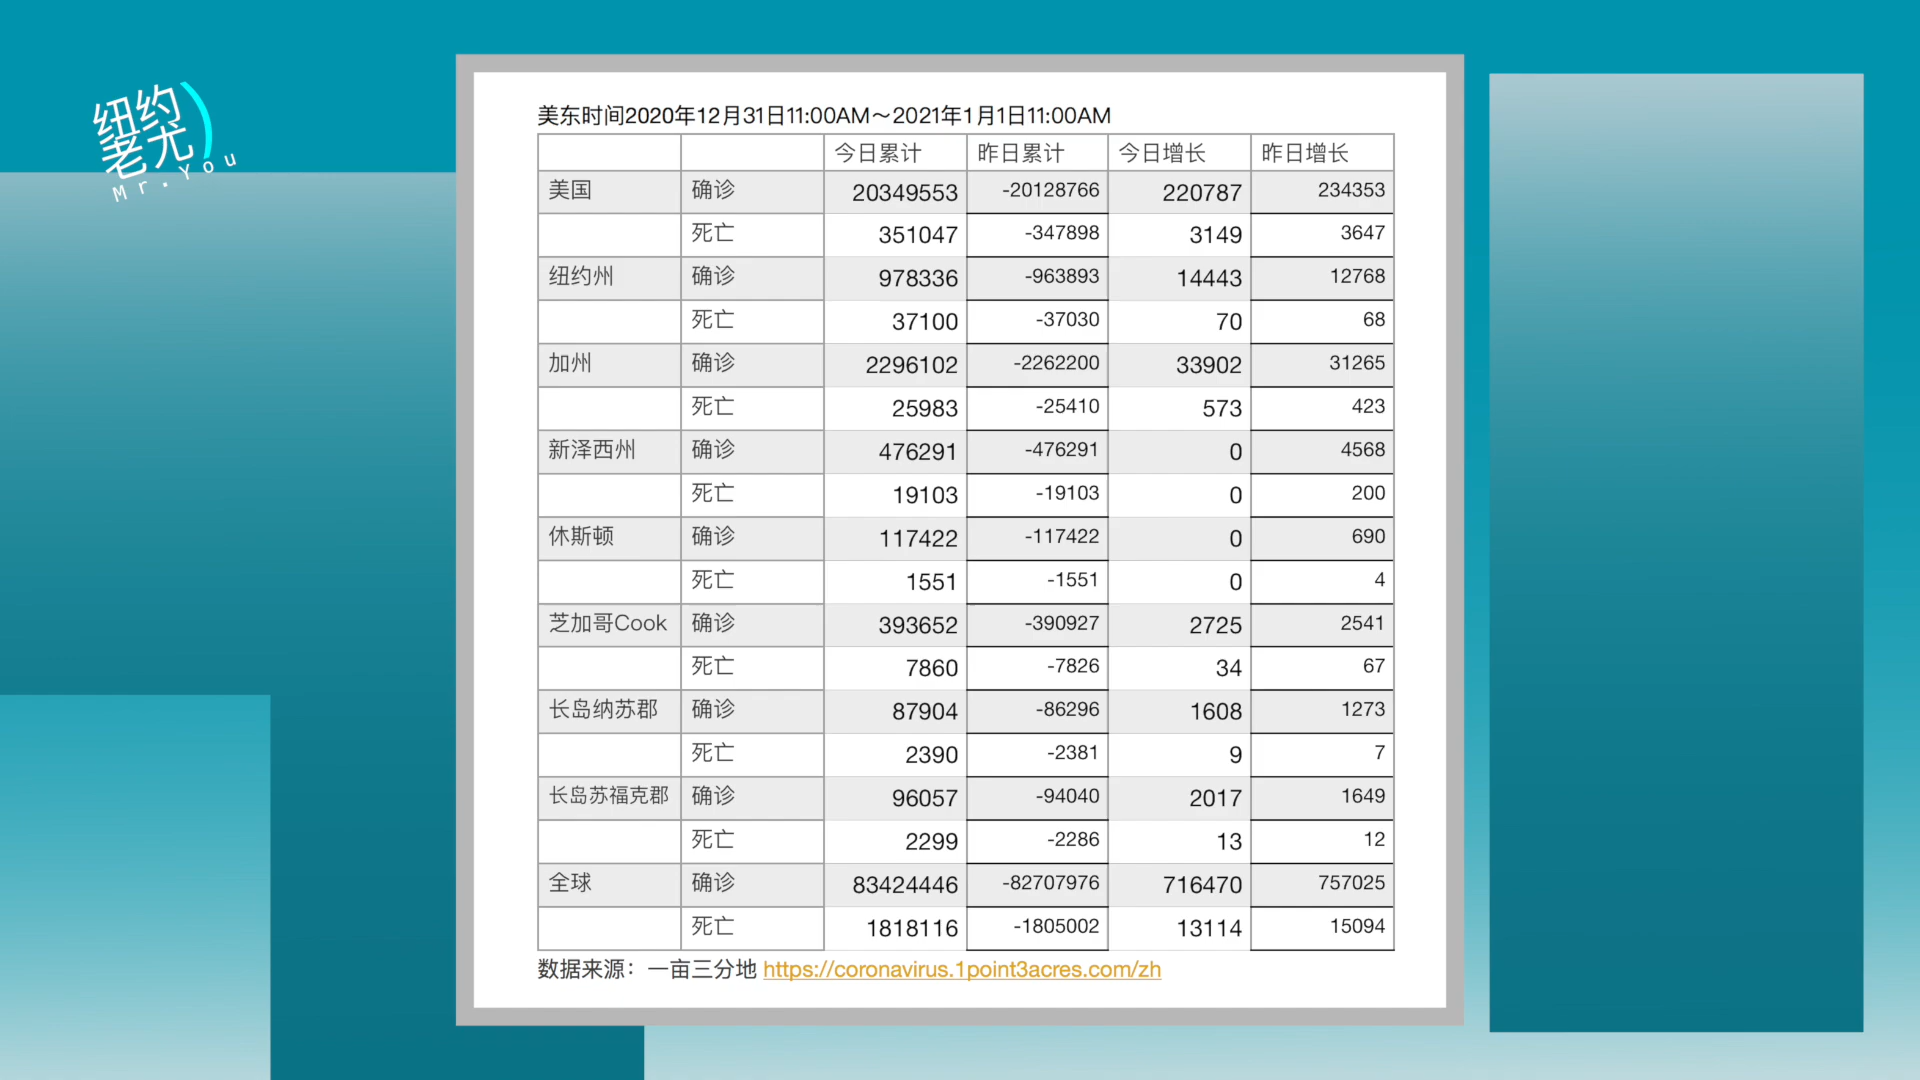 纽约
老尤
Mr.You
美东时间2020年12月31日11:00AM～2021年1月1日11:00AM
今日累计 昨日累计 今日增长 昨日增长
美国 确诊 20349553 -20128766 220787 234353
死亡 351047 -347898 3149 3647
纽约州 确诊 978336 -963893 14443 12768
死亡 37100 -37030 70 68
加州 确诊 2296102 -2262200 33902 31265
死亡 25983 -25410 573 423
新泽西州 确诊 476291 -476291 0 4568
死亡 19103 -19103 0 200
休斯顿 确诊 117422 -117422 0 690
死亡 1551 -1551 0 4
芝加哥Cook 确诊 393652 -390927 2725 2541
死亡 7860 -7826 34 67
长岛纳苏郡 确诊 87904 -86296 1608 1273
死亡 2390 -2381 9 7
长岛苏福克郡 确诊 96057 -94040 2017 1649
死亡 2299 -2286 13 12
全球 确诊 83424446 -82707976 716470 757025
死亡 1818116 -1805002 13114 15094
数据来源：一亩三分地 https://coronavirus.1point3acres.com/zh